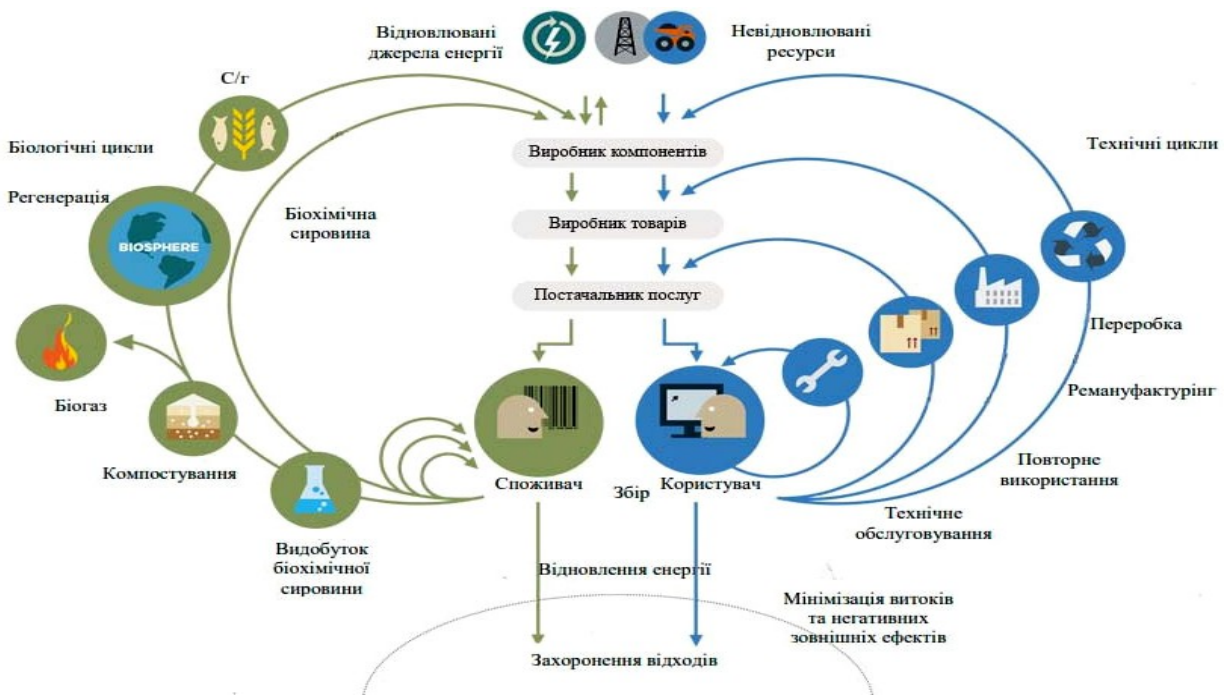 Відновлювані
джерела енергії
Невідновлювані
ресурси
С/г
Біологічні цикли
Технічні цикли
Виробник компонентів
Регенерація
BIOSPHERE
Біохімічна
сировина
Виробник товарів
Постачальник послуг
Переробка
Ремануфактурінг
Біогаз
Компостування
Споживач
Збір
Користувач
Повторне
використання
Технічне
обслуговування
Видобуток
біохімічної
сировини
Відновлення енергії
Мінімізація витоків
та негативних
зовнішніх ефектів
Захоронення відходів